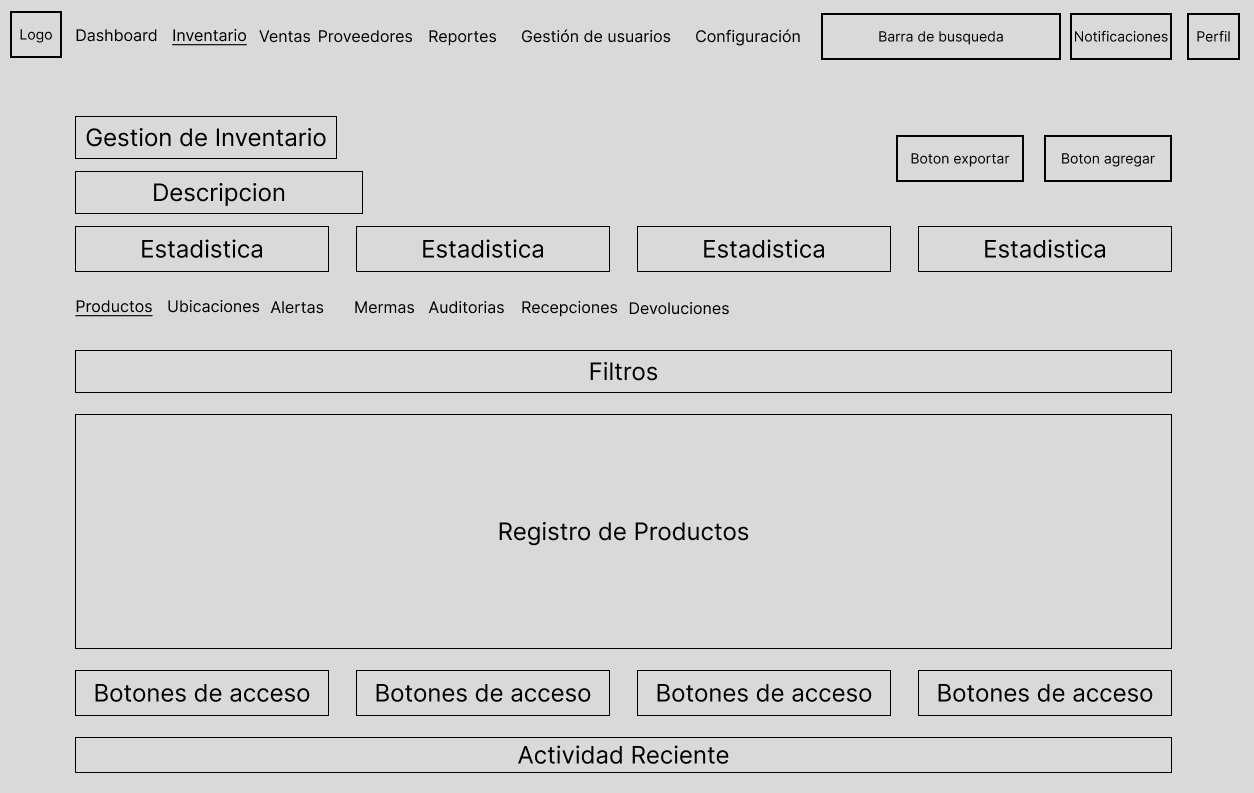 Logo
Dashboard
Inventario
Ventas
Proveedores
Reportes
Gestión de usuarios
Configuración
Barra de busqueda
Notificaciones
Perfil
Gestion de Inventario
Boton exportar
Boton agregar
Descripcion
Estadistica
Estadistica
Estadistica
Estadistica
Productos
Ubicaciones
Alertas
Mermas
Auditorias
Recepciones
Devoluciones
Filtros
Registro de Productos
Botones de acceso
Botones de acceso
Botones de acceso
Botones de acceso
Actividad Reciente